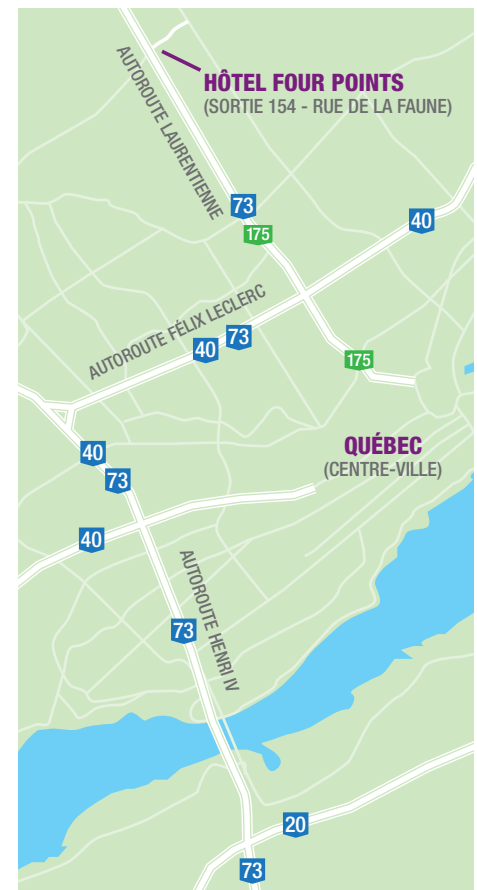 HÔTEL FOUR POINTS
(SORTIE 154 - RUE DE LA FAUNE)
AUTOROUTE LAURENTIENNE
73
175
40
AUTOROUTE FÉLIX LECLERC
40
73
175
QUÉBEC
(CENTRE-VILLE)
40
73
40
AUTOROUTE HENRI IV
73
20
73